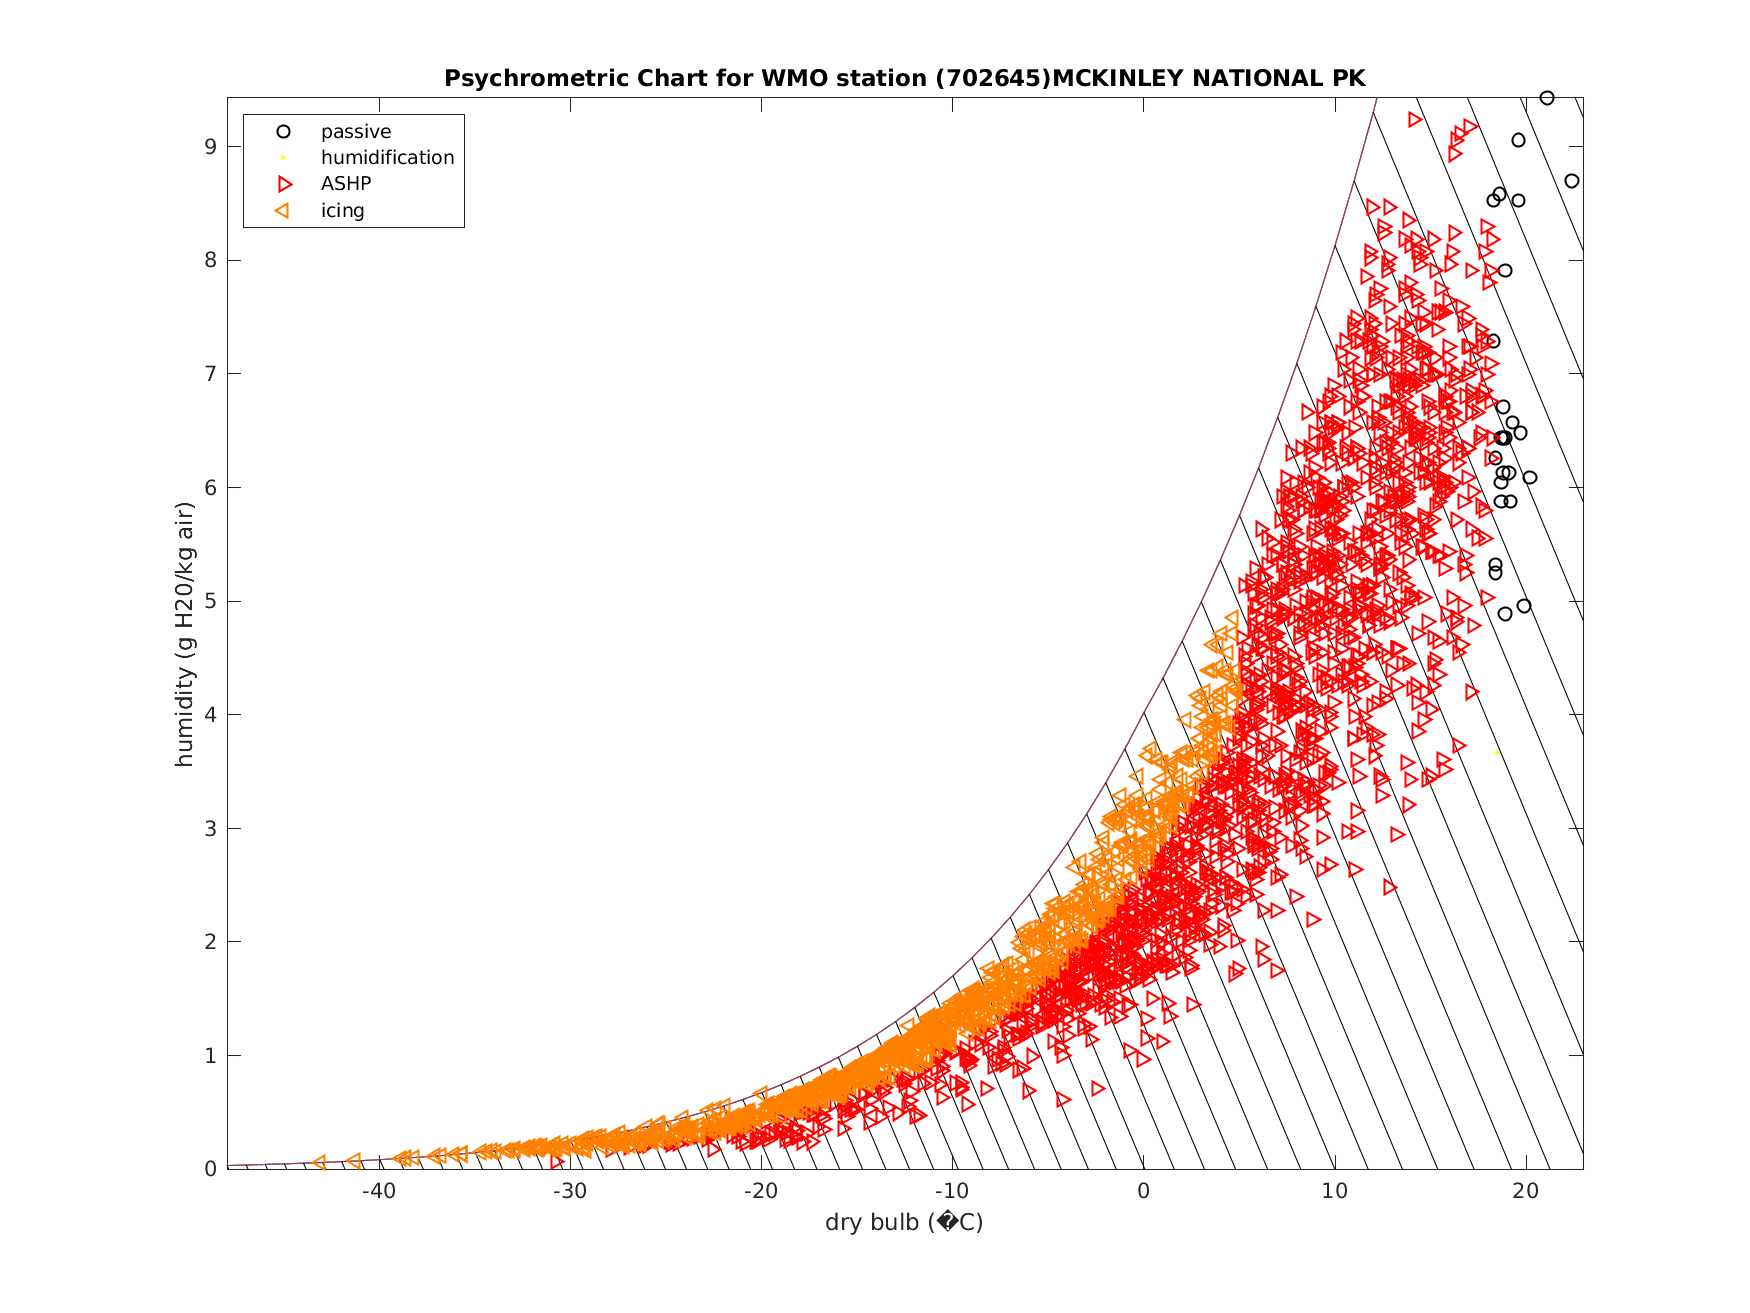 Psychrometric Chart for WMO station (702645)MCKINLEY NATIONAL PK
passive
humidification
ASHP
icing
humidity (g H20/kg air)
9
8
7
6
5
4
3
2
1
0
-40 -30 -20 -10 0 10 20
dry bulb (�C)